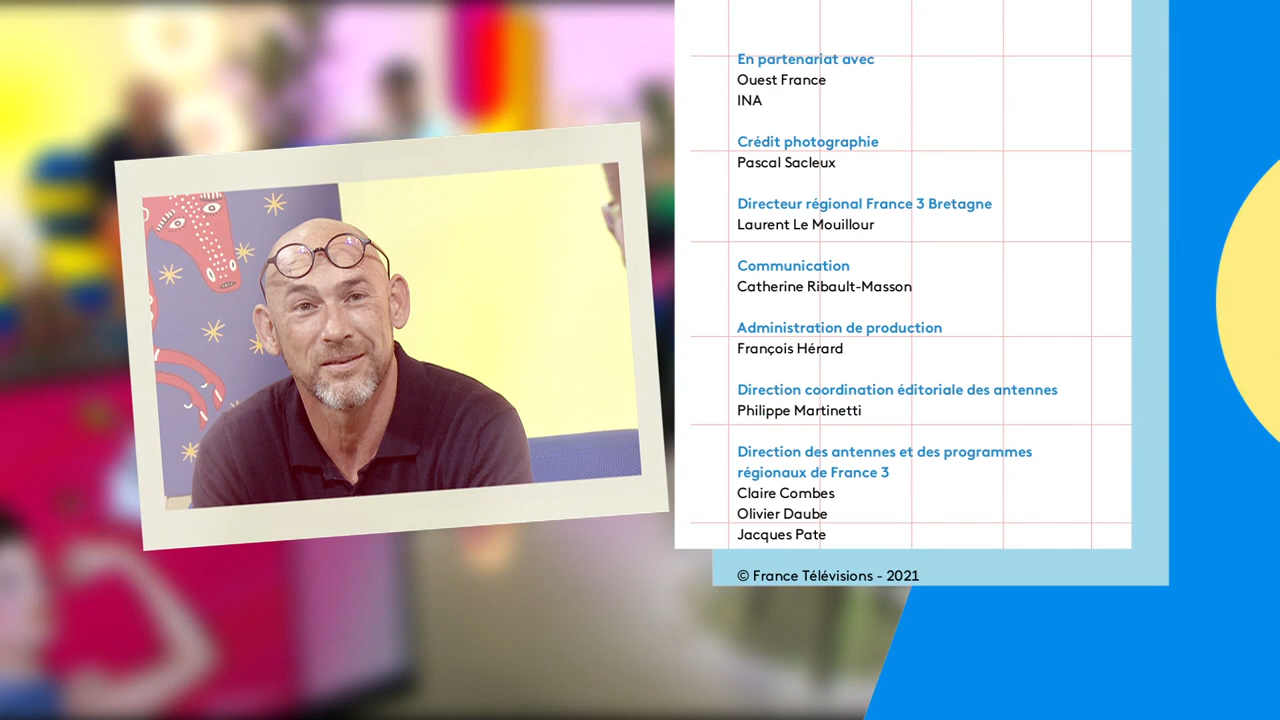 En partenariat avec
Ouest France
INA
Crédit photographie
Pascal Sacleux
Directeur régional France 3 Bretagne
Laurent Le Mouillour
Communication
Catherine Ribault-Masson
Administration de production
François Hérard
Direction coordination éditoriale des antennes
Philippe Martinetti
Direction des antennes et des programmes
régionaux de France 3
Claire Combes
Olivier Daube
Jacques Pate
© France Télévisions - 2021